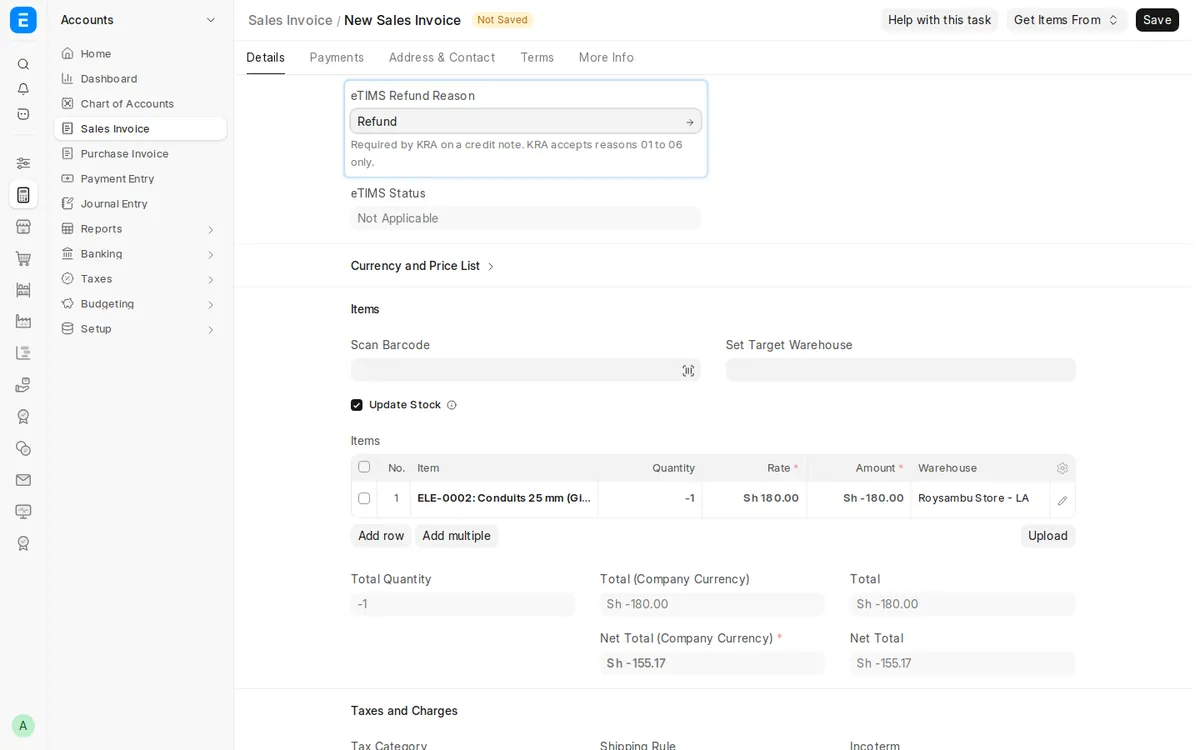 Accounts
Home
Dashboard
Chart of Accounts
Sales Invoice
Purchase Invoice
Payment Entry
Journal Entry
Reports
Banking
Taxes
Budgeting
Setup
A
Sales Invoice / New Sales Invoice Not Saved
Help with this task Get Items From Save
Details Payments Address & Contact Terms More Info
eTIMS Refund Reason
Refund
Required by KRA on a credit note. KRA accepts reasons 01 to 06
only.
eTIMS Status
Not Applicable
Currency and Price List
Items
Scan Barcode Set Target Warehouse
Update Stock
Items
No. Item Quantity Rate * Amount * Warehouse
1 ELE-0002: Conduits 25 mm (Gl... -1 Sh 180.00 Sh -180.00 Roysambu Store - LA
Add row Add multiple Upload
Total Quantity Total (Company Currency) Total
-1 Sh -180.00 Sh -180.00
Net Total (Company Currency) * Net Total
Sh -155.17 Sh -155.17
Taxes and Charges
Tax Category Shipping Rule Incoterm